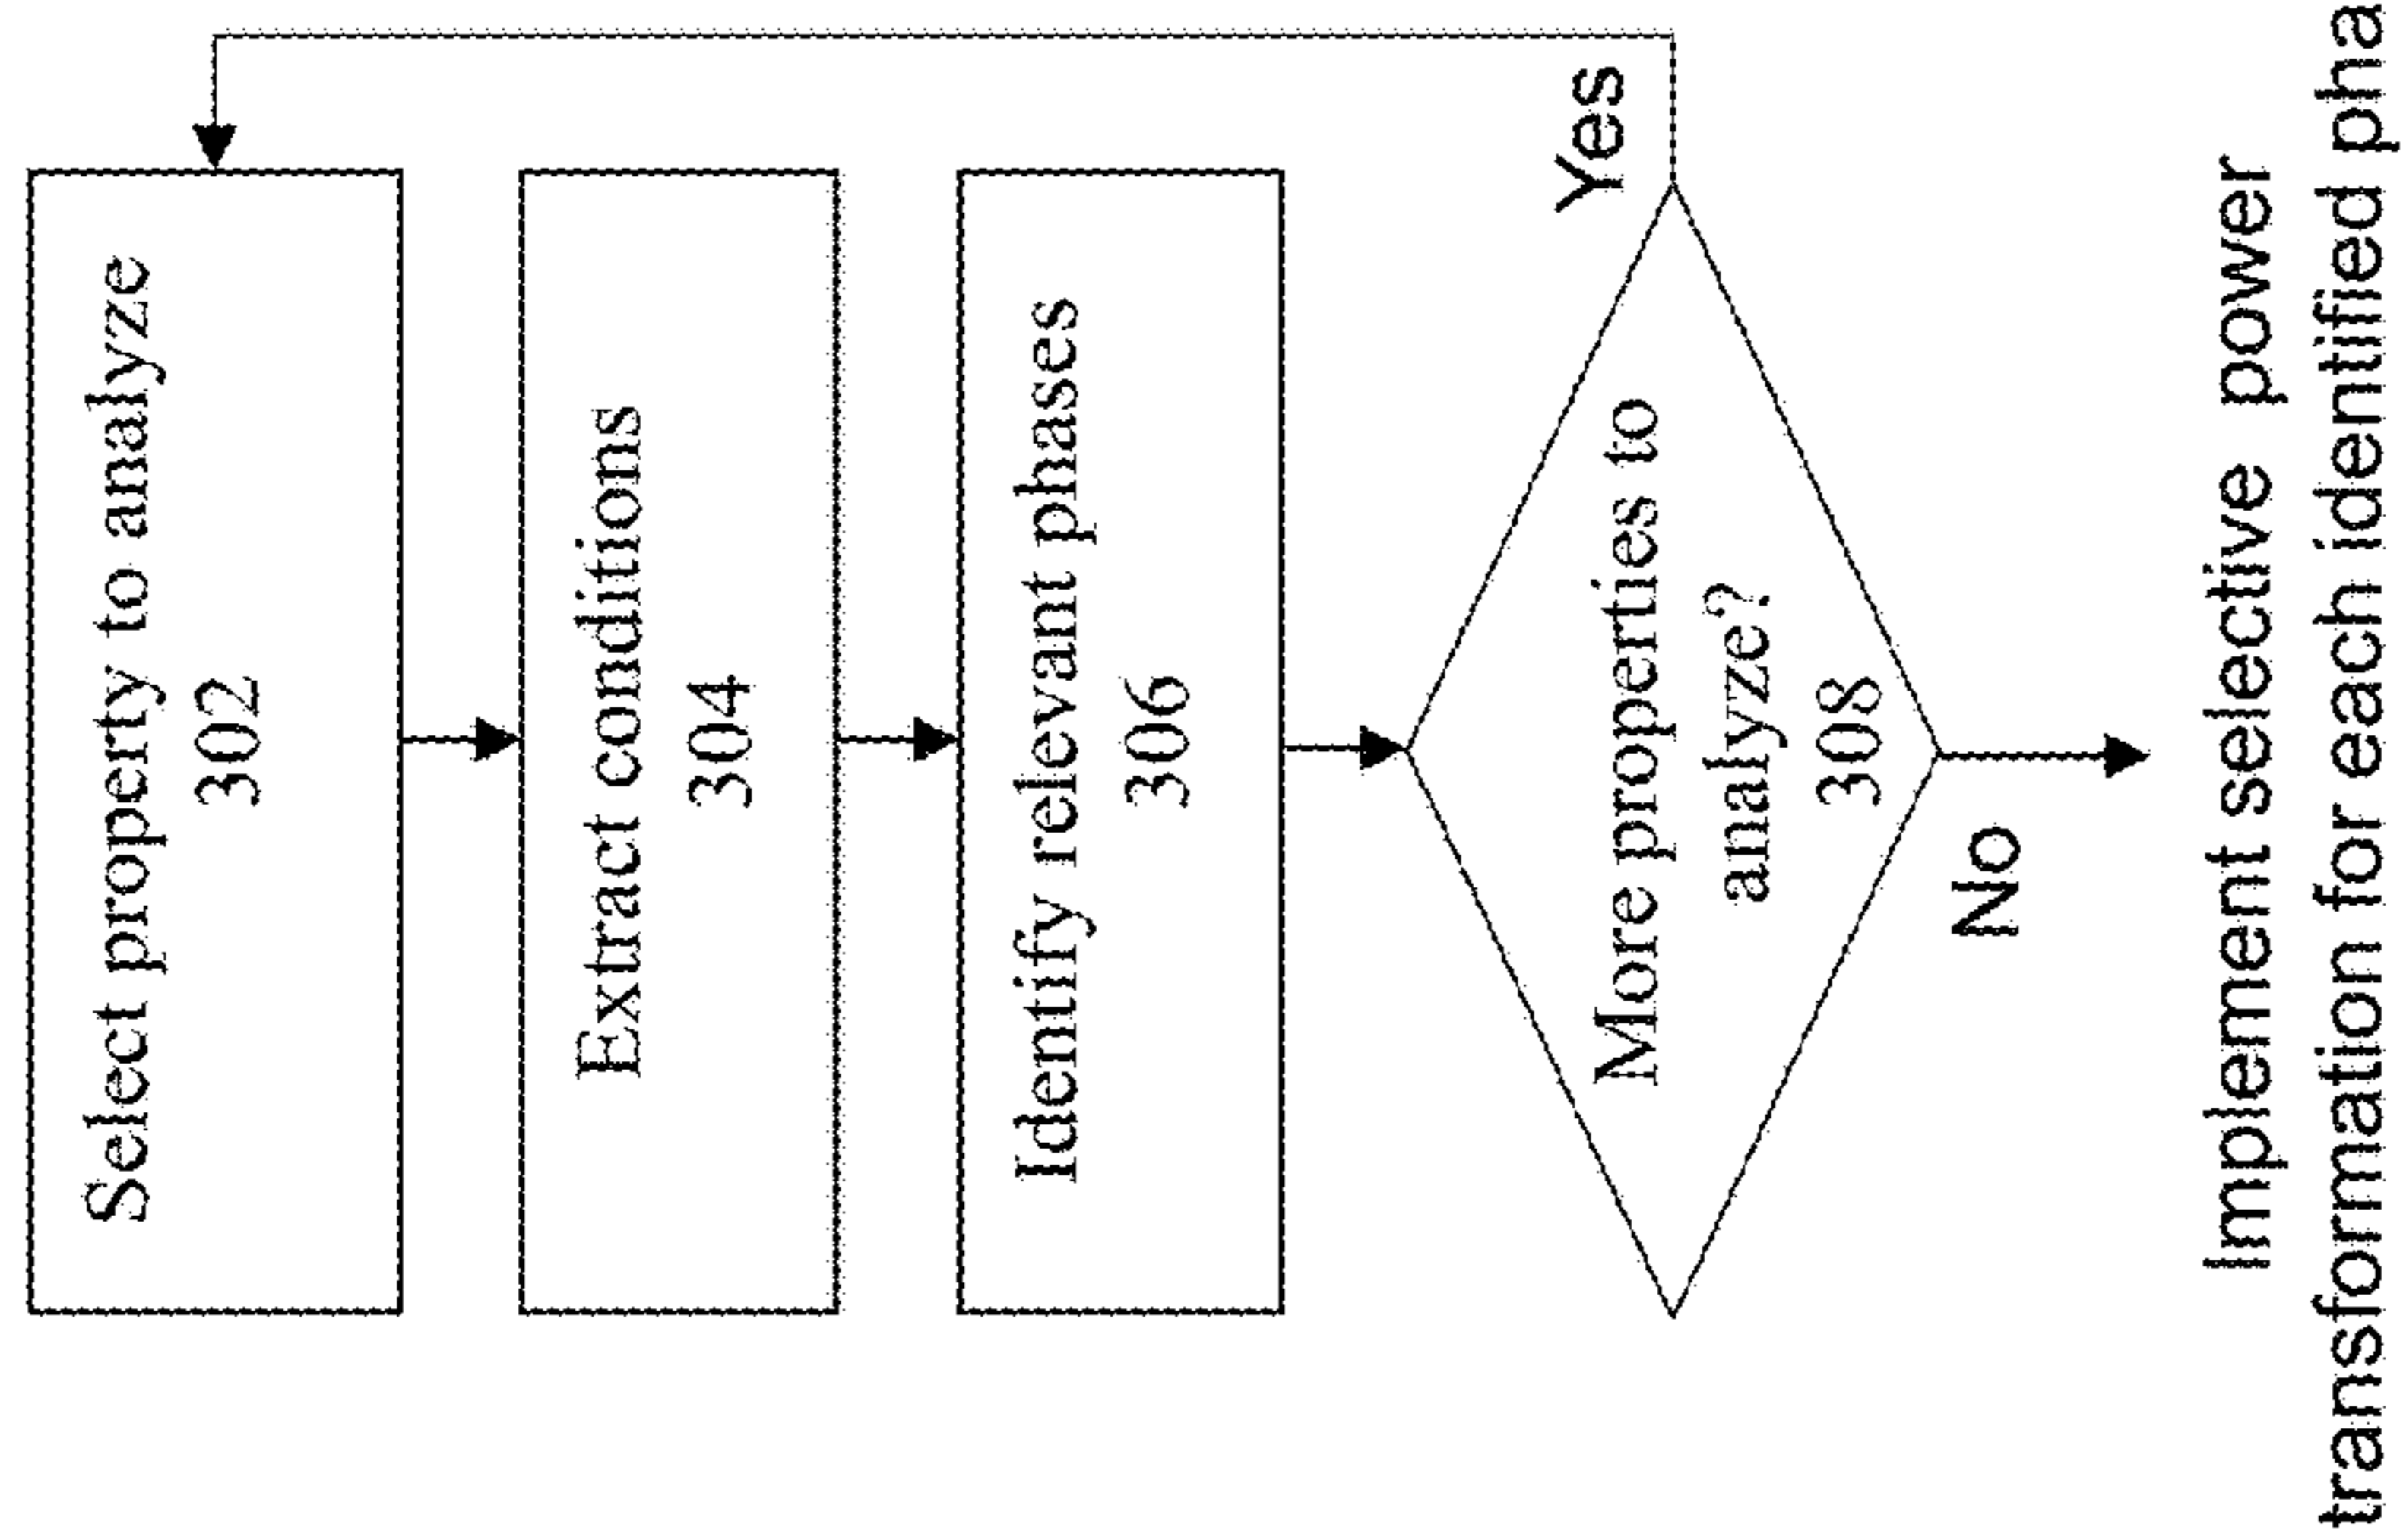 Select property to analyze
302
Extract conditions
304
Identify relevant phases
306
More properties to
analyze?
308
Yes
No
Implement selective power
transformation for each identified pha